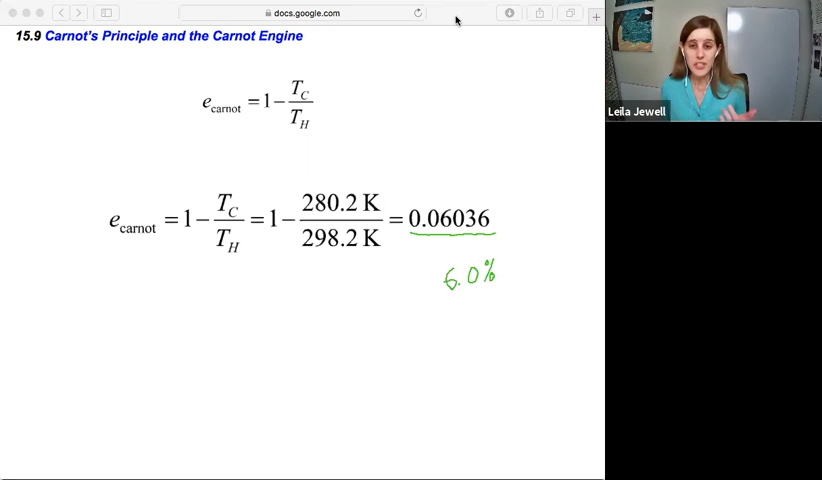 docs.google.com
15.9 Carnot's Principle and the Carnot Engine
e_carnot = 1 − T_C / T_H
e_carnot = 1 − T_C / T_H = 1 − 280.2 K / 298.2 K = 0.06036
6.0%
Leila Jewell